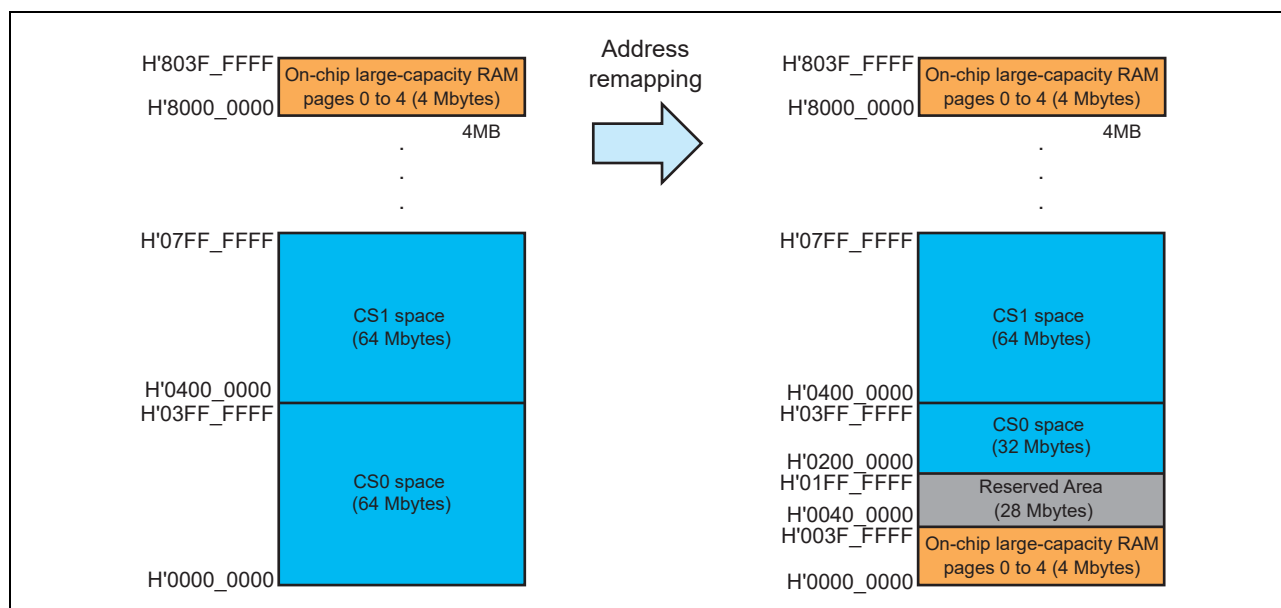 H'803F_FFFF
On-chip large-capacity RAM
pages 0 to 4 (4 Mbytes)
H'8000_0000
4MB
.
.
.
H'07FF_FFFF
CS1 space
(64 Mbytes)
H'0400_0000
H'03FF_FFFF
CS0 space
(64 Mbytes)
H'0000_0000
Address
remapping
H'803F_FFFF
On-chip large-capacity RAM
pages 0 to 4 (4 Mbytes)
H'8000_0000
4MB
.
.
.
H'07FF_FFFF
CS1 space
(64 Mbytes)
H'0400_0000
H'03FF_FFFF
CS0 space
(32 Mbytes)
H'0200_0000
H'01FF_FFFF
Reserved Area
(28 Mbytes)
H'0040_0000
H'003F_FFFF
On-chip large-capacity RAM
pages 0 to 4 (4 Mbytes)
H'0000_0000